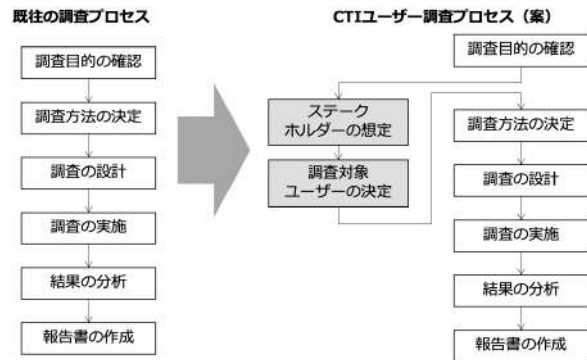 既往の調査プロセス
調査目的の確認
調査方法の決定
調査の設計
調査の実施
結果の分析
報告書の作成
CTIユーザー調査プロセス（案）
調査目的の確認
ステーク
ホルダーの想定
調査対象
ユーザーの決定
調査方法の決定
調査の設計
調査の実施
結果の分析
報告書の作成